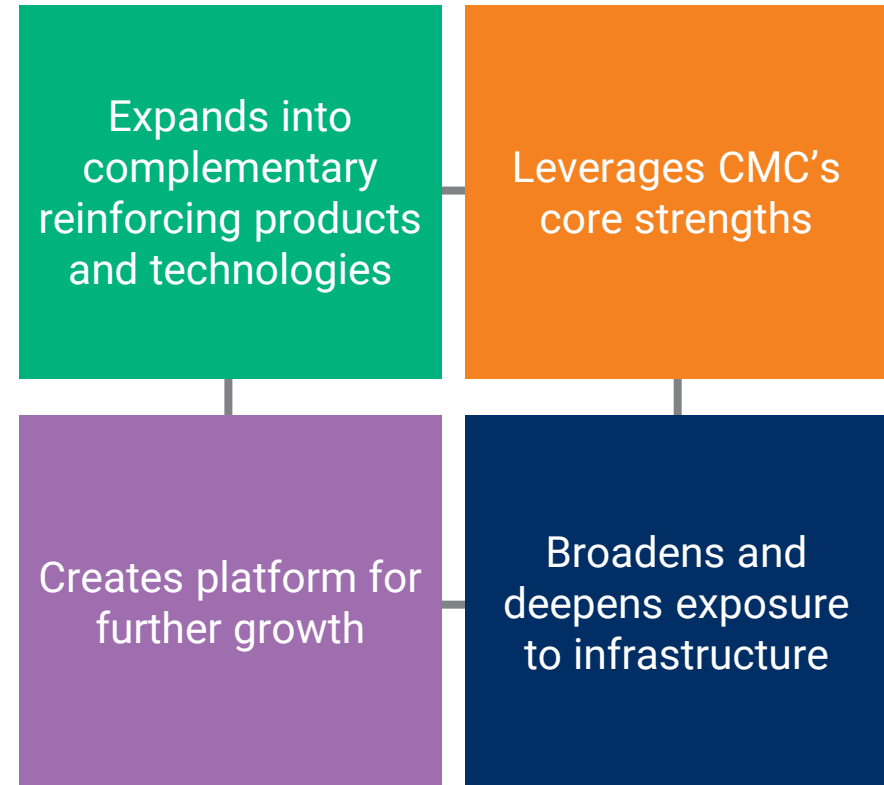 Expands into
complementary
reinforcing products
and technologies
Leverages CMC’s
core strengths
Creates platform for
further growth
Broadens and
deepens exposure
to infrastructure